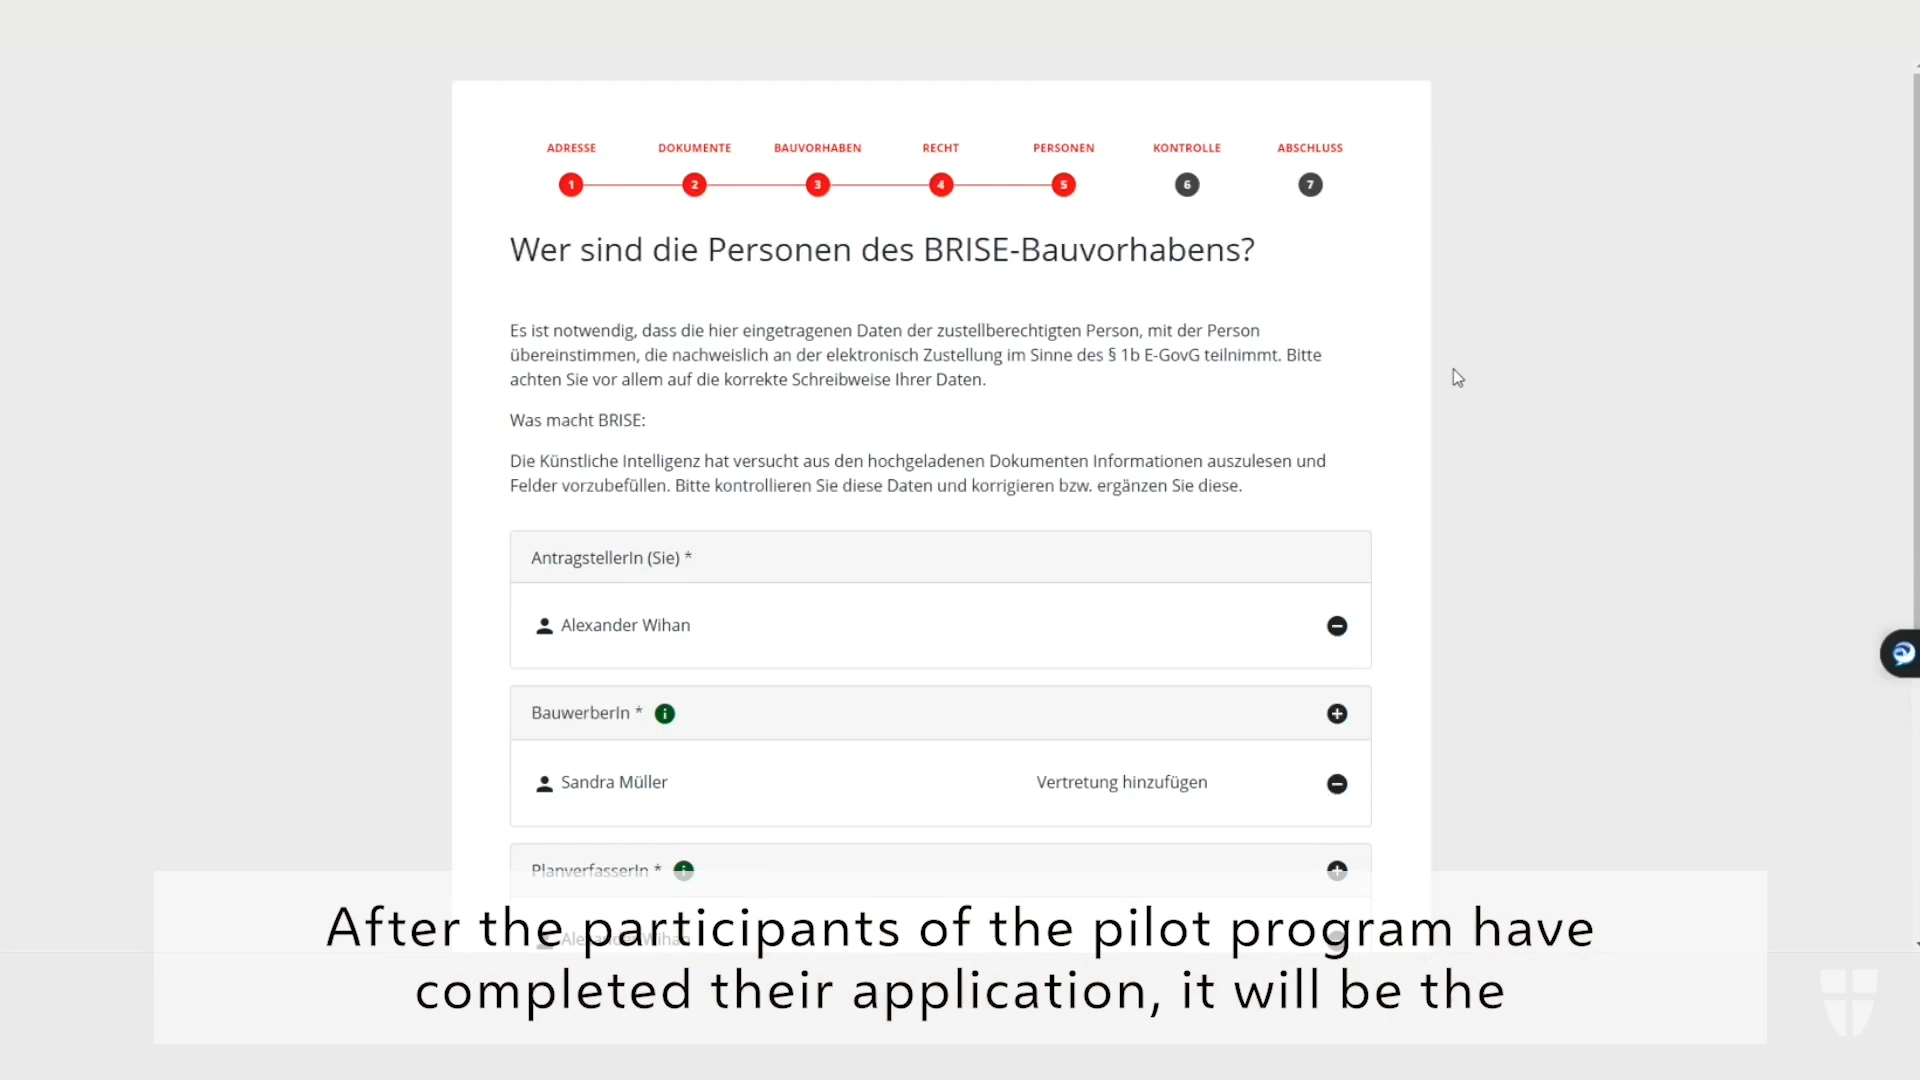 ADRESSE DOKUMENTE BAUVORHABEN RECHT PERSONEN KONTROLLE ABSCHLUSS
1 2 3 4 5 6 7
Wer sind die Personen des BRISE-Bauvorhabens?
Es ist notwendig, dass die hier eingetragenen Daten der zustellberechtigten Person, mit der Person
übereinstimmen, die nachweislich an der elektronisch Zustellung im Sinne des § 1b E-GovG teilnimmt. Bitte
achten Sie vor allem auf die korrekte Schreibweise Ihrer Daten.
Was macht BRISE:
Die Künstliche Intelligenz hat versucht aus den hochgeladenen Dokumenten Informationen auszulesen und
Felder vorzubefüllen. Bitte kontrollieren Sie diese Daten und korrigieren bzw. ergänzen Sie diese.
AntragstellerIn (Sie) *
Alexander Wihan
BauwerberIn *
Sandra Müller Vertretung hinzufügen
PlanverfasserIn *
Alexander Wihan
After the participants of the pilot program have
completed their application, it will be the